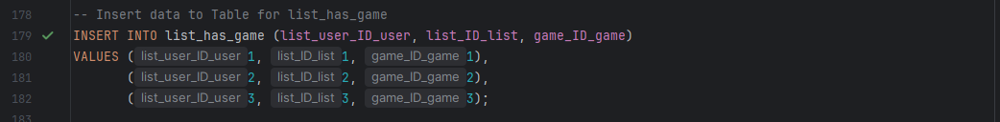 178 -- Insert data to Table for list_has_game
179 INSERT INTO list_has_game (list_user_ID_user, list_ID_list, game_ID_game)
180 VALUES ( list_user_ID_user 1, list_ID_list 1, game_ID_game 1),
181 ( list_user_ID_user 2, list_ID_list 2, game_ID_game 2),
182 ( list_user_ID_user 3, list_ID_list 3, game_ID_game 3);
183